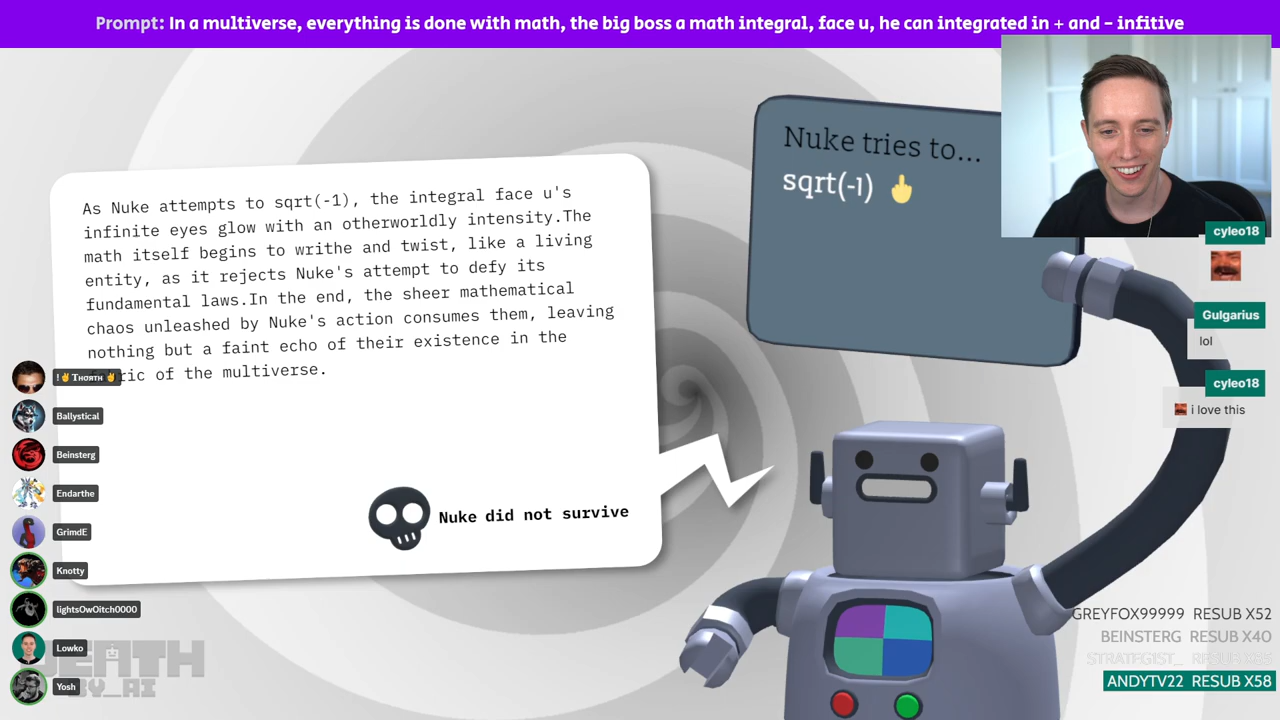 Prompt: In a multiverse, everything is done with math, the big boss a math integral, face u, he can integrated in + and - infitive
Nuke tries to...
sqrt(-1) 🖕
As Nuke attempts to sqrt(-1), the integral face u's
infinite eyes glow with an otherworldly intensity.The
math itself begins to writhe and twist, like a living
entity, as it rejects Nuke's attempt to defy its
fundamental laws.In the end, the sheer mathematical
chaos unleashed by Nuke's action consumes them, leaving
nothing but a faint echo of their existence in the
fabric of the multiverse.
Nuke did not survive
cyleo18
Gulgarius
lol
cyleo18
i love this
!✌Тнσятн✌
Ballystical
Beinsterg
Endarthe
GrimdE
Knotty
lightsOwOitch0000
Lowko
Yosh
DEATH
BY_AI
GREYFOX99999 RESUB X52
BEINSTERG RESUB X40
STRATEG1ST_ RESUB
ANDYTV22 RESUB X58